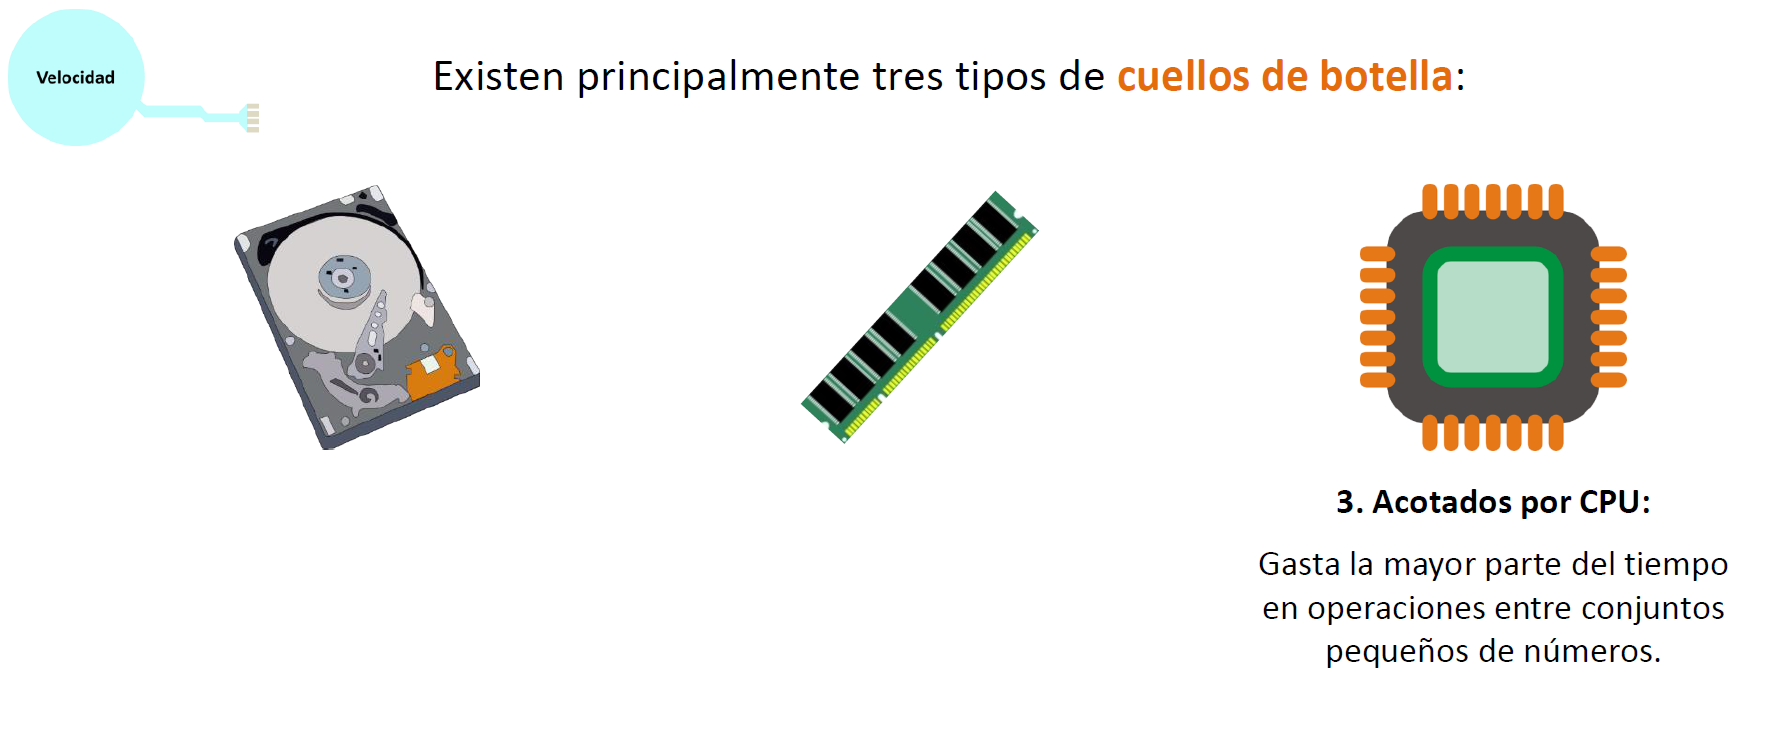 Velocidad
Existen principalmente tres tipos de cuellos de botella:
3. Acotados por CPU:
Gasta la mayor parte del tiempo
en operaciones entre conjuntos
pequeños de números.